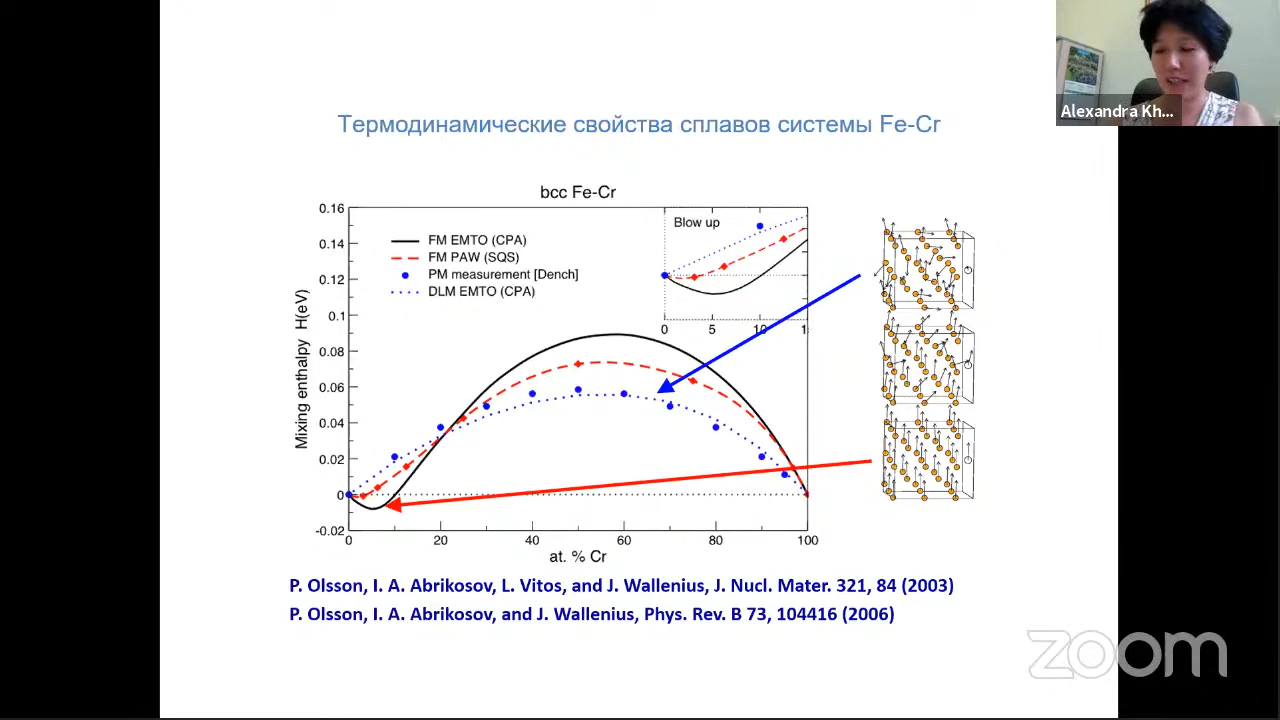 Alexandra Kh...
Термодинамические свойства сплавов системы Fe-Cr
bcc Fe-Cr
Blow up
FM EMTO (CPA)
FM PAW (SQS)
PM measurement [Dench]
DLM EMTO (CPA)
0 5 10 1
0.16
0.14
0.12
0.1
0.08
0.06
0.04
0.02
0
-0.02
Mixing enthalpy H(eV)
0 20 40 60 80 100
at. % Cr
P. Olsson, I. A. Abrikosov, L. Vitos, and J. Wallenius, J. Nucl. Mater. 321, 84 (2003)
P. Olsson, I. A. Abrikosov, and J. Wallenius, Phys. Rev. B 73, 104416 (2006)
zoom